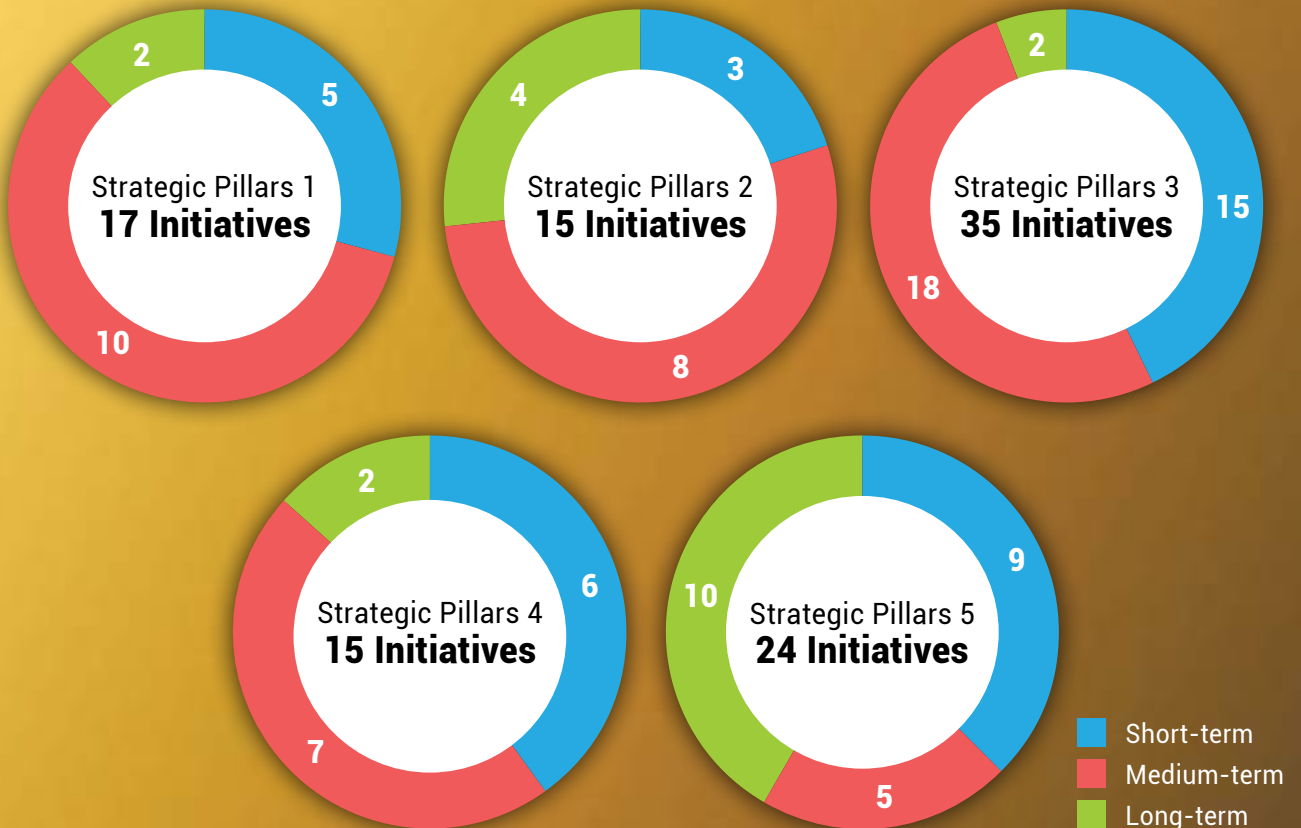 2
5
Strategic Pillars 1
17 Initiatives
10
4
3
Strategic Pillars 2
15 Initiatives
8
2
15
Strategic Pillars 3
35 Initiatives
18
2
6
Strategic Pillars 4
15 Initiatives
7
10
9
Strategic Pillars 5
24 Initiatives
5
Short-term
Medium-term
Long-term